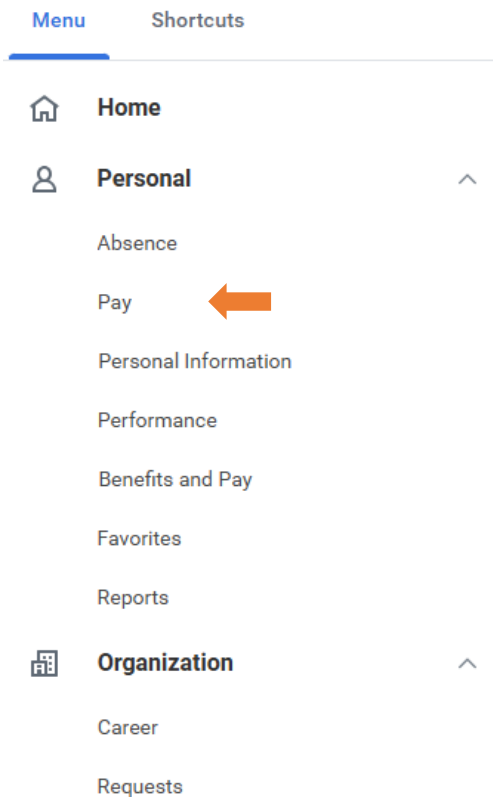 Menu Shortcuts
Home
Personal
Absence
Pay
Personal Information
Performance
Benefits and Pay
Favorites
Reports
Organization
Career
Requests